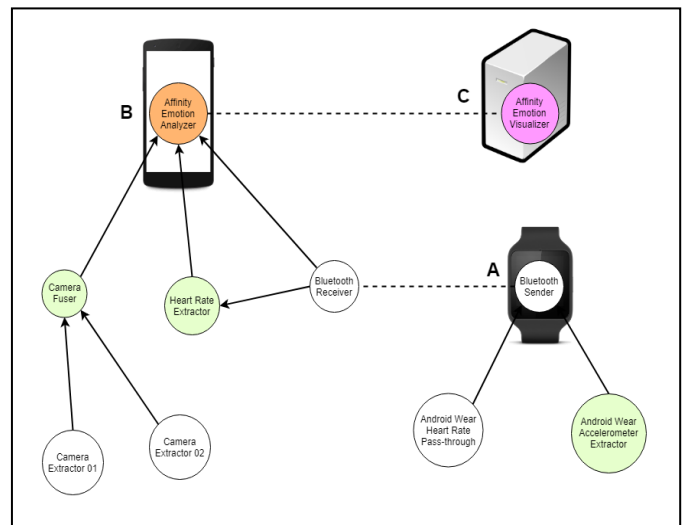 B
Affinity
Emotion
Analyzer
C
Affinity
Emotion
Visualizer
Camera
Fuser
Heart Rate
Extractor
Bluetooth
Receiver
A
Bluetooth
Sender
Camera
Extractor 01
Camera
Extractor 02
Android Wear
Heart Rate
Pass-through
Android Wear
Accelerometer
Extractor